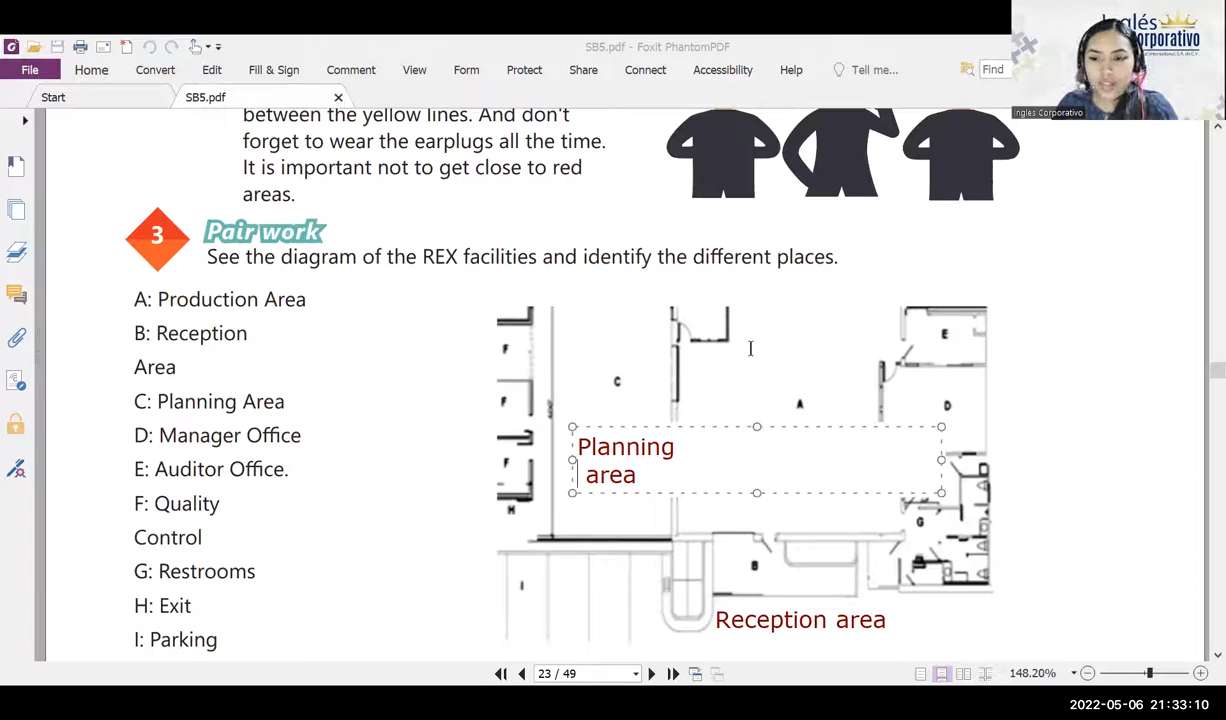 Inglés
Corporativo
Ingles Corporativo
SB5.pdf - Foxit PhantomPDF
File Home Convert Edit Fill & Sign Comment View Form Protect Share Connect Accessibility Help Tell me... Find
Start SB5.pdf
between the yellow lines. And don't
forget to wear the earplugs all the time.
It is important not to get close to red
areas.
3 Pair work
See the diagram of the REX facilities and identify the different places.
A: Production Area
B: Reception
Area
C: Planning Area
D: Manager Office
E: Auditor Office.
F: Quality
Control
G: Restrooms
H: Exit
I: Parking
F
E
C
F
A
D
Planning
area
F
H
G
B
I
Reception area
23 / 49
148.20%
2022-05-06 21:33:10